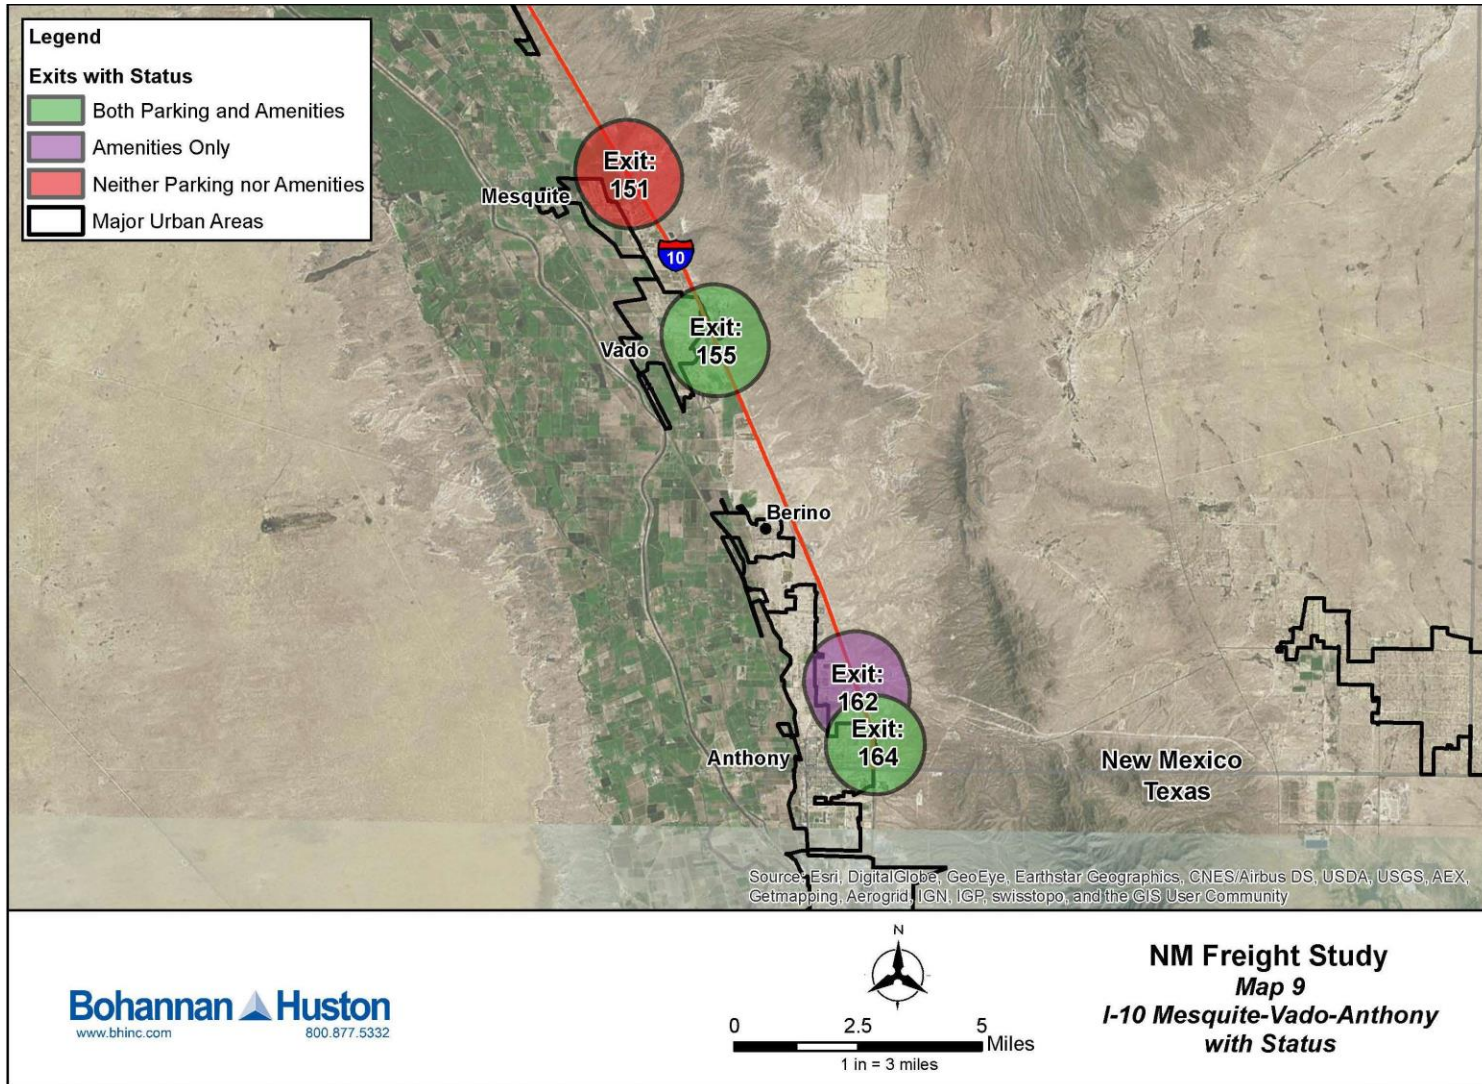 Legend
Exits with Status
Both Parking and Amenities
Amenities Only
Neither Parking nor Amenities
Major Urban Areas
Exit:
151
Mesquite
10
Exit:
155
Vado
Berino
Exit:
162
Exit:
164
Anthony
New Mexico
Texas
Source: Esri, DigitalGlobe, GeoEye, Earthstar Geographics, CNES/Airbus DS, USDA, USGS, AEX,
Getmapping, Aerogrid, IGN, IGP, swisstopo, and the GIS User Community
Bohannan Huston
www.bhinc.com 800.877.5332
N
0 2.5 5
Miles
1 in = 3 miles
NM Freight Study
Map 9
I-10 Mesquite-Vado-Anthony
with Status